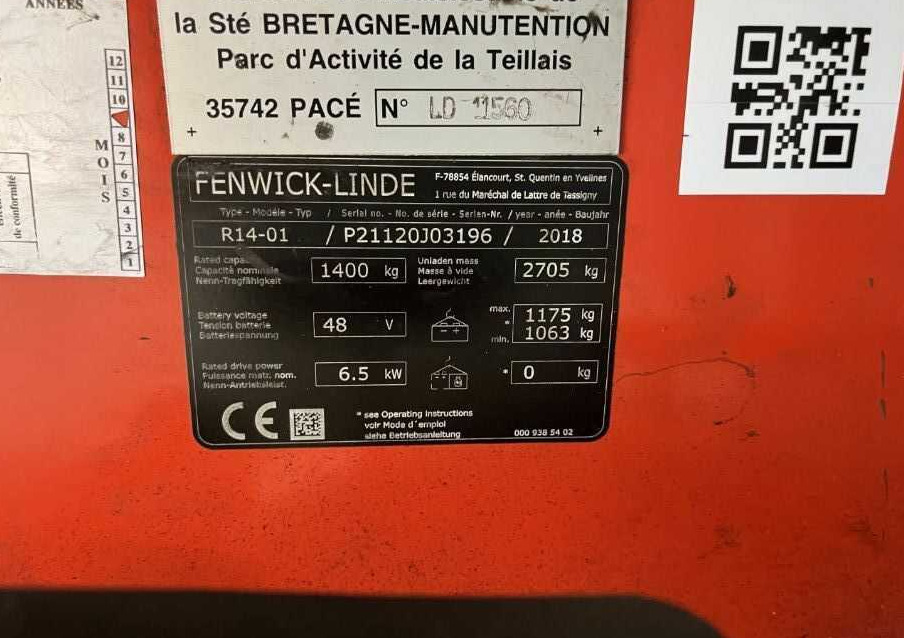 ANNÉES
la Sté BRETAGNE-MANUTENTION
Parc d'Activité de la Teillais
35742 PACÉ N° LD 11560
12
11
10
8
7
6
5
4
3
2
1
MOIS
de conformité
FENWICK-LINDE
F-78854 Élancourt, St. Quentin en Yvelines
1 rue du Maréchal de Lattre de Tassigny
Type - Modèle - Typ / Serial no. - No. de série - Serien-Nr. / year - anée - Baujahr
R14-01 / P21120J03196 / 2018
Rated capa.
Capacité nominale
Nenn-Tragfähigkeit
1400 kg
Unladen mass
Masse à vide
Leergewicht
2705 kg
Battery voltage
Tension batterie
Batteriespannung
48 V
- +
max. 1175 kg
*
min. 1063 kg
Rated drive power
Puissance motr. nom.
Nenn-Antriebsleist.
6.5 kW
* 0 kg
CE
* see Operating instructions
voir Mode d'emploi
siehe Betriebsanleitung
000 938 54 02